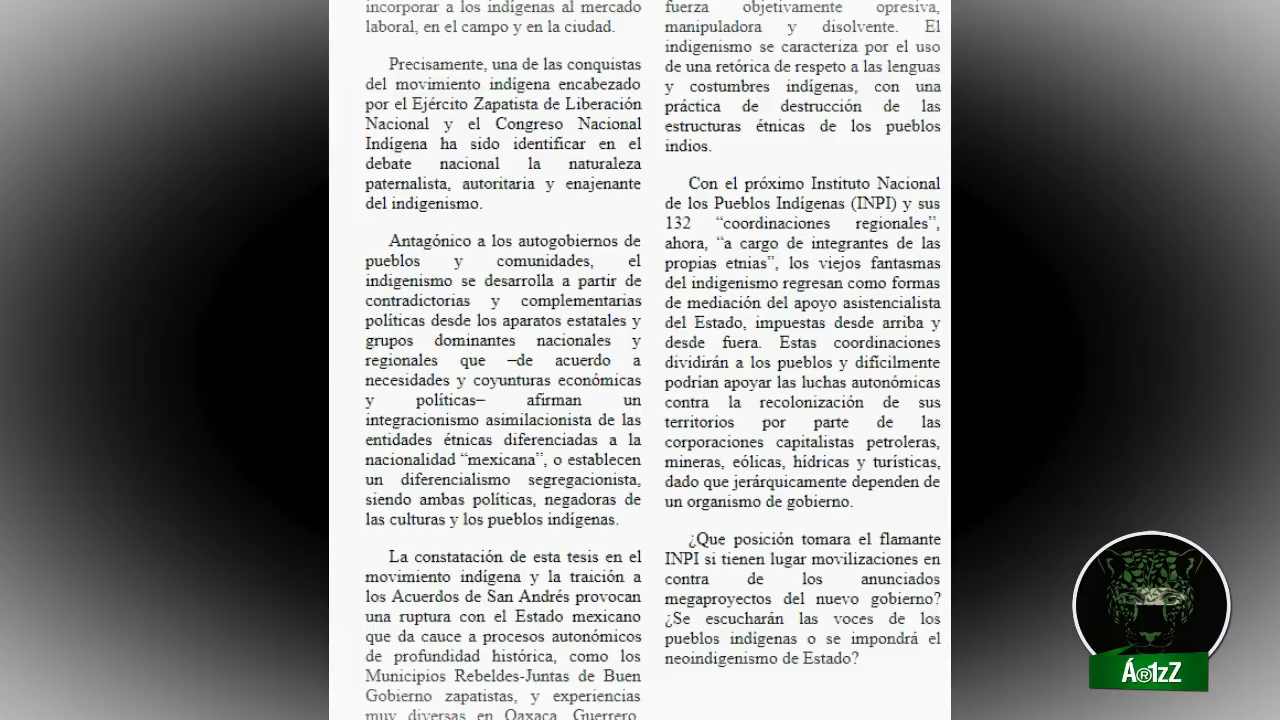 incorporar a los indígenas al mercado
laboral, en el campo y en la ciudad.
Precisamente, una de las conquistas
del movimiento indígena encabezado
por el Ejército Zapatista de Liberación
Nacional y el Congreso Nacional
Indígena ha sido identificar en el
debate nacional la naturaleza
paternalista, autoritaria y enajenante
del indigenismo.
Antagónico a los autogobiernos de
pueblos y comunidades, el
indigenismo se desarrolla a partir de
contradictorias y complementarias
políticas desde los aparatos estatales y
grupos dominantes nacionales y
regionales que –de acuerdo a
necesidades y coyunturas económicas
y políticas– afirman un
integracionismo asimilacionista de las
entidades étnicas diferenciadas a la
nacionalidad “mexicana”, o establecen
un diferencialismo segregacionista,
siendo ambas políticas, negadoras de
las culturas y los pueblos indígenas.
La constatación de esta tesis en el
movimiento indígena y la traición a
los Acuerdos de San Andrés provocan
una ruptura con el Estado mexicano
que da cauce a procesos autonómicos
de profundidad histórica, como los
Municipios Rebeldes-Juntas de Buen
Gobierno zapatistas, y experiencias
muy diversas en Oaxaca, Guerrero,
fuerza objetivamente opresiva,
manipuladora y disolvente. El
indigenismo se caracteriza por el uso
de una retórica de respeto a las lenguas
y costumbres indígenas, con una
práctica de destrucción de las
estructuras étnicas de los pueblos
indios.
Con el próximo Instituto Nacional
de los Pueblos Indígenas (INPI) y sus
132 “coordinaciones regionales”,
ahora, “a cargo de integrantes de las
propias etnias”, los viejos fantasmas
del indigenismo regresan como formas
de mediación del apoyo asistencialista
del Estado, impuestas desde arriba y
desde fuera. Estas coordinaciones
dividirán a los pueblos y difícilmente
podrían apoyar las luchas autonómicas
contra la recolonización de sus
territorios por parte de las
corporaciones capitalistas petroleras,
mineras, eólicas, hídricas y turísticas,
dado que jerárquicamente dependen de
un organismo de gobierno.
¿Que posición tomara el flamante
INPI si tienen lugar movilizaciones en
contra de los anunciados
megaproyectos del nuevo gobierno?
¿Se escucharán las voces de los
pueblos indígenas o se impondrá el
neoindigenismo de Estado?
Á®1zZ